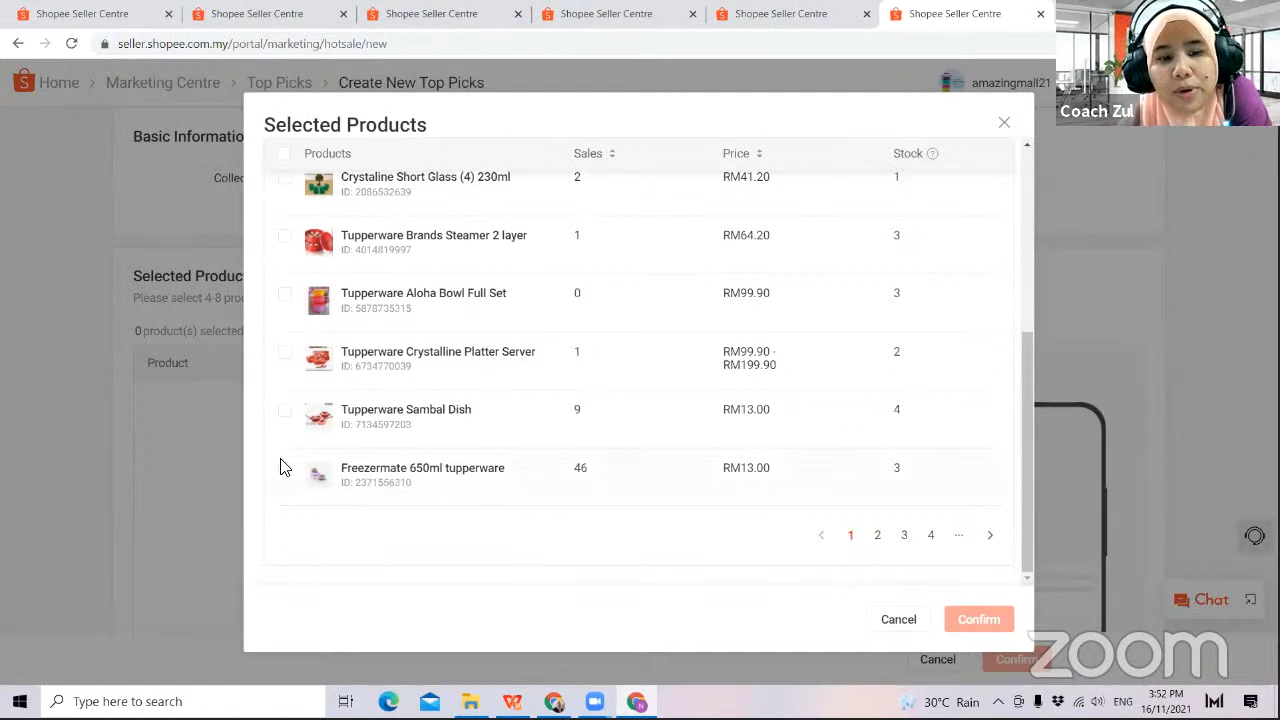 Shopee Seller Centre
Shopee Seller Centre
Shopee Seller Centre
Shopee Seller Centre
Shopee Seller Centre
Shopee Seller Centre
seller.shopee.com.my/portal/marketing/hotsale/new
Home > Marketing Centre > Top Picks > Create New Top Picks
amazingmall21
Coach Zul
Basic Information
Collec
Selected Produc
Please select 4-8 prod
0 product(s) selected
Product
Selected Products
Products Sales Price Stock
Crystaline Short Glass (4) 230ml 2 RM41.20 1
ID: 2086532639
Tupperware Brands Steamer 2 layer 1 RM64.20 3
ID: 4014819997
Tupperware Aloha Bowl Full Set 0 RM99.90 3
ID: 5878735315
Tupperware Crystalline Platter Server 1 RM99.90 - 2
RM199.90
ID: 6734770039
Tupperware Sambal Dish 9 RM13.00 4
ID: 7134597203
Freezermate 650ml tupperware 46 RM13.00 3
ID: 2371556310
1 2 3 4 ...
Cancel Confirm
Chat
Cancel Confirm
zoom
Type here to search
30°C Rain
ENG
3:52 PM
16/11/2021